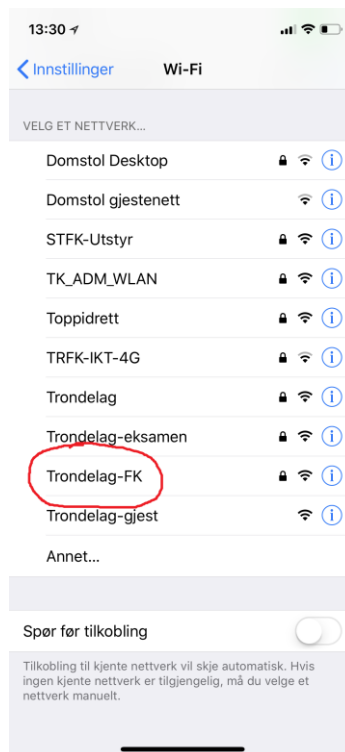 13:30
Innstillinger Wi-Fi
VELG ET NETTVERK...
Domstol Desktop
Domstol gjestenett
STFK-Utstyr
TK_ADM_WLAN
Toppidrett
TRFK-IKT-4G
Trondelag
Trondelag-eksamen
Trondelag-FK
Trondelag-gjest
Annet...
Spør før tilkobling
Tilkobling til kjente nettverk vil skje automatisk. Hvis
ingen kjente nettverk er tilgjengelig, må du velge et
nettverk manuelt.